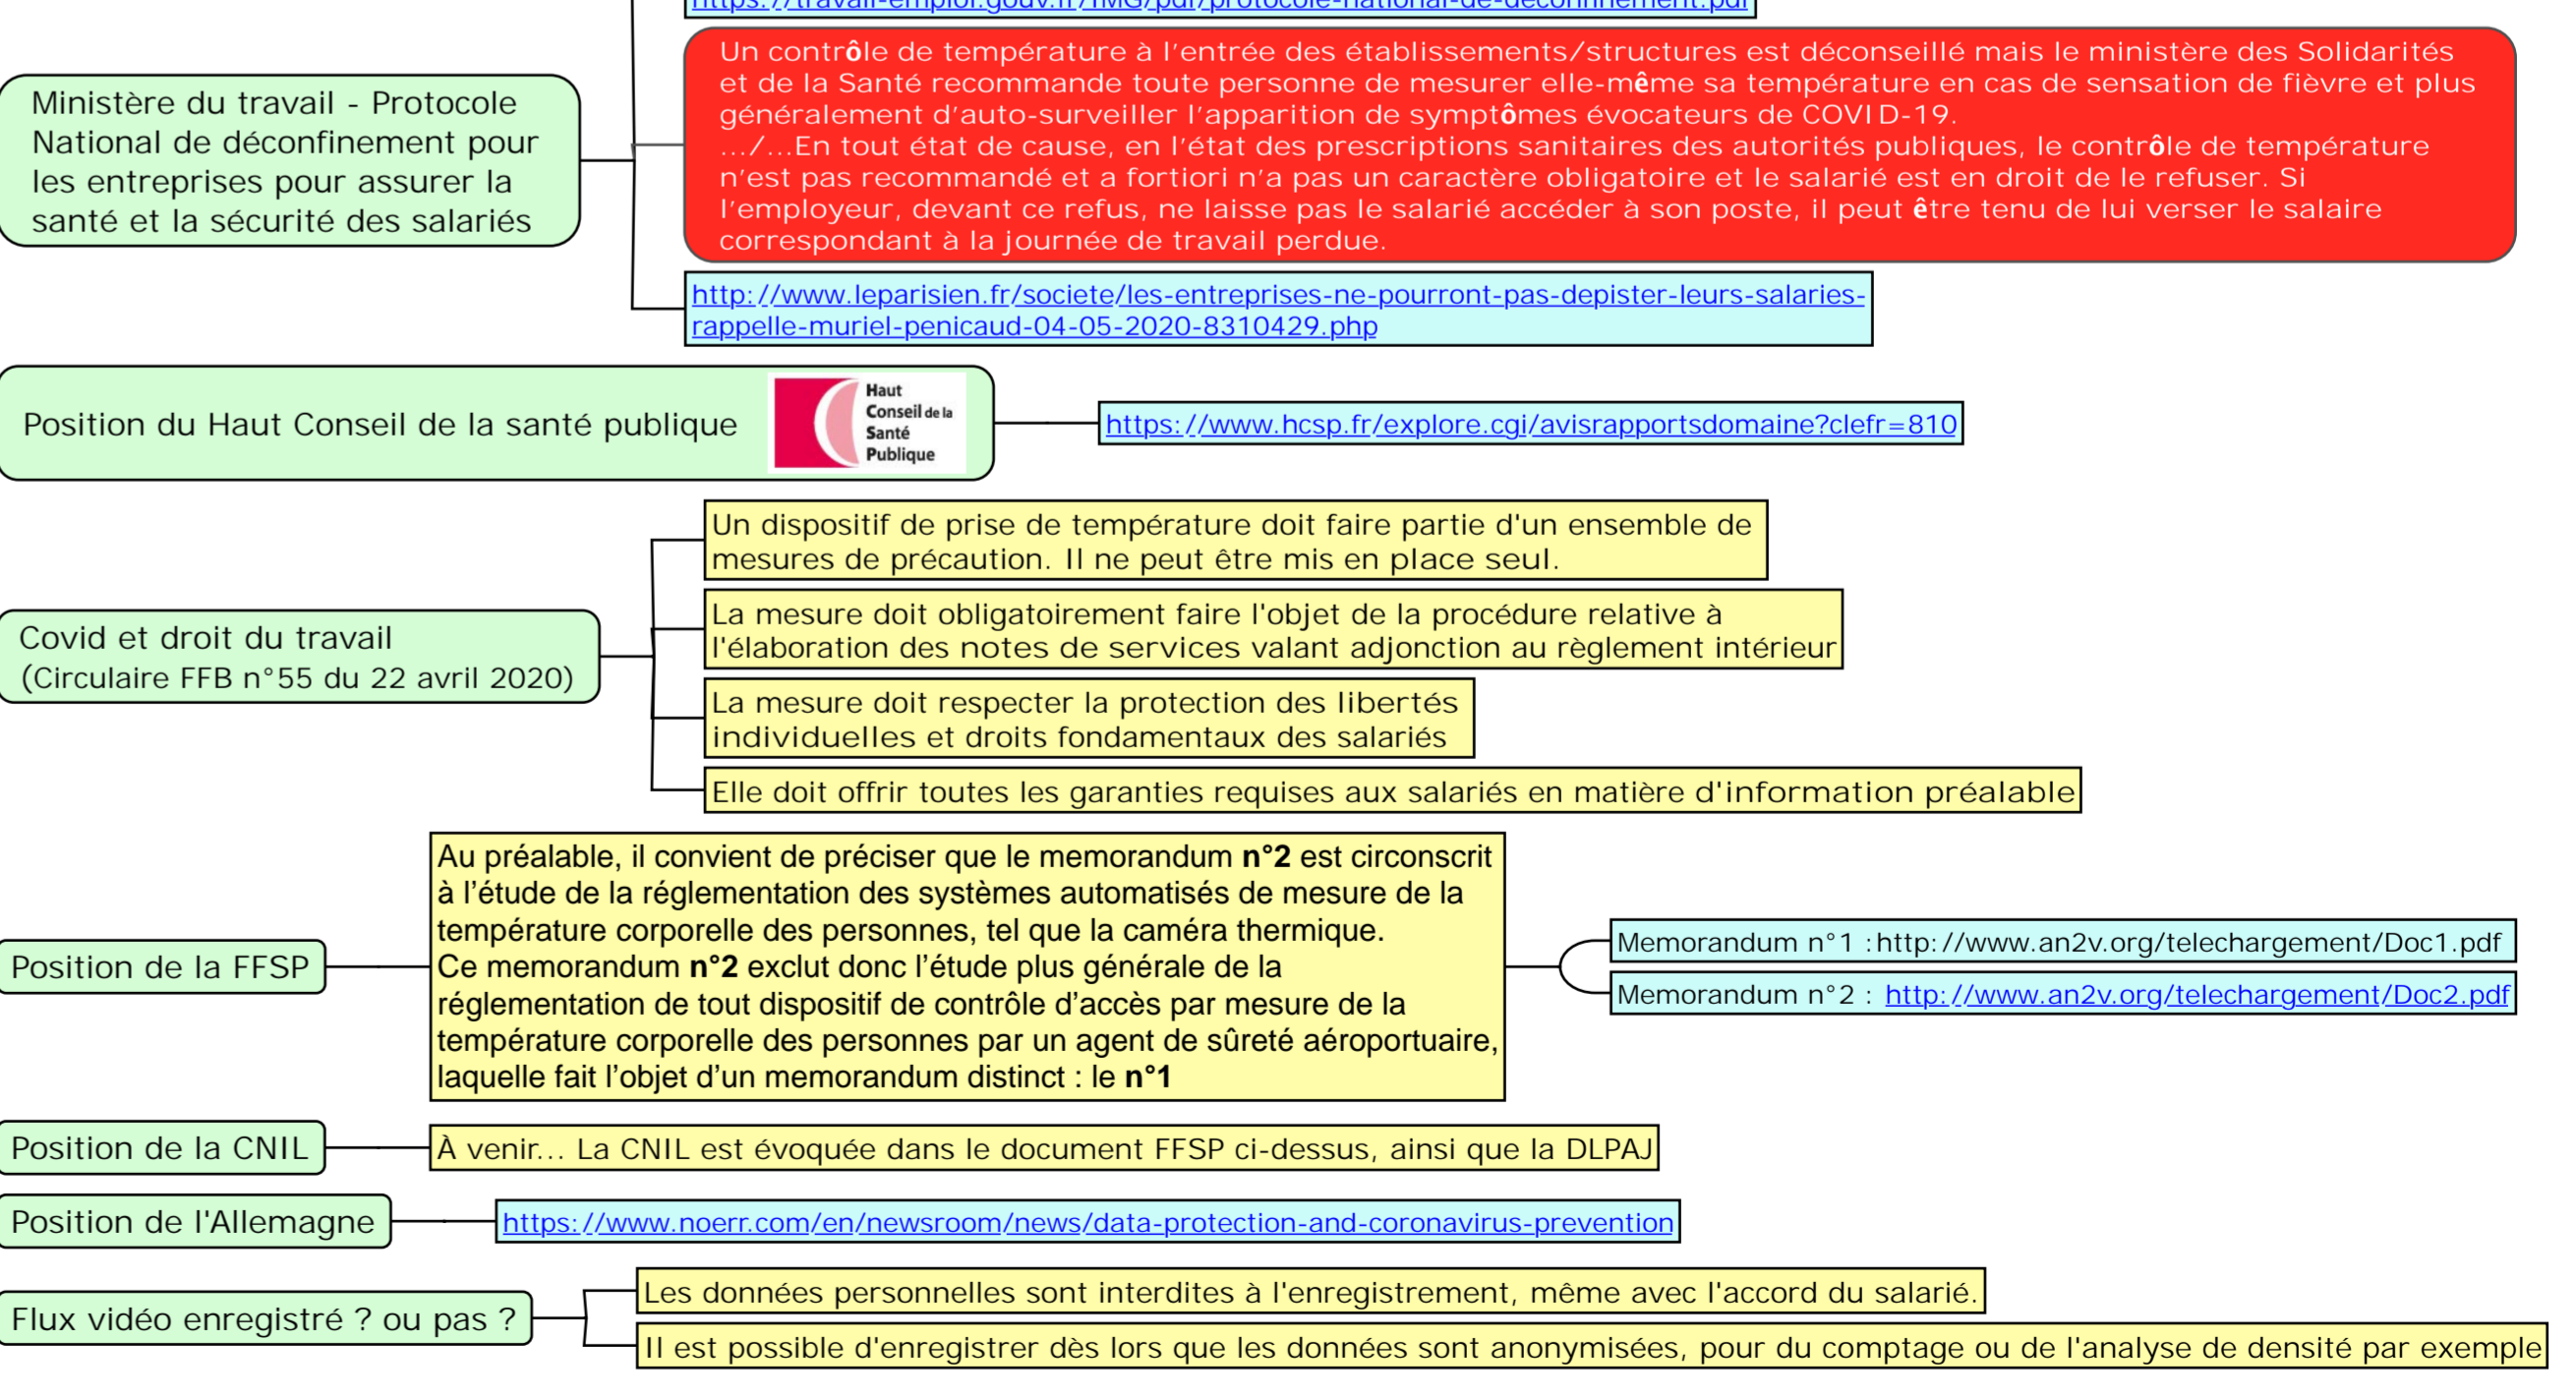 https://travail-emploi.gouv.fr/IMG/pdf/protocole-national-de-deconfinement.pdf
Ministère du travail - Protocole
National de déconfinement pour
les entreprises pour assurer la
santé et la sécurité des salariés
Un contrôle de température à l'entrée des établissements/structures est déconseillé mais le ministère des Solidarités
et de la Santé recommande toute personne de mesurer elle-même sa température en cas de sensation de fièvre et plus
généralement d'auto-surveiller l'apparition de symptômes évocateurs de COVID-19.
.../...En tout état de cause, en l'état des prescriptions sanitaires des autorités publiques, le contrôle de température
n'est pas recommandé et a fortiori n'a pas un caractère obligatoire et le salarié est en droit de le refuser. Si
l'employeur, devant ce refus, ne laisse pas le salarié accéder à son poste, il peut être tenu de lui verser le salaire
correspondant à la journée de travail perdue.
http://www.leparisien.fr/societe/les-entreprises-ne-pourront-pas-depister-leurs-salaries-
rappelle-muriel-penicaud-04-05-2020-8310429.php
Position du Haut Conseil de la santé publique
Haut
Conseil de la
Santé
Publique
https://www.hcsp.fr/explore.cgi/avisrapportsdomaine?clefr=810
Covid et droit du travail
(Circulaire FFB n°55 du 22 avril 2020)
Un dispositif de prise de température doit faire partie d'un ensemble de
mesures de précaution. Il ne peut être mis en place seul.
La mesure doit obligatoirement faire l'objet de la procédure relative à
l'élaboration des notes de services valant adjonction au règlement intérieur
La mesure doit respecter la protection des libertés
individuelles et droits fondamentaux des salariés
Elle doit offrir toutes les garanties requises aux salariés en matière d'information préalable
Position de la FFSP
Au préalable, il convient de préciser que le memorandum n°2 est circonscrit
à l'étude de la réglementation des systèmes automatisés de mesure de la
température corporelle des personnes, tel que la caméra thermique.
Ce memorandum n°2 exclut donc l'étude plus générale de la
réglementation de tout dispositif de contrôle d'accès par mesure de la
température corporelle des personnes par un agent de sûreté aéroportuaire,
laquelle fait l'objet d'un memorandum distinct : le n°1
Memorandum n°1 :http://www.an2v.org/telechargement/Doc1.pdf
Memorandum n°2 : http://www.an2v.org/telechargement/Doc2.pdf
Position de la CNIL
À venir... La CNIL est évoquée dans le document FFSP ci-dessus, ainsi que la DLPAJ
Position de l'Allemagne
https://www.noerr.com/en/newsroom/news/data-protection-and-coronavirus-prevention
Flux vidéo enregistré ? ou pas ?
Les données personnelles sont interdites à l'enregistrement, même avec l'accord du salarié.
Il est possible d'enregistrer dès lors que les données sont anonymisées, pour du comptage ou de l'analyse de densité par exemple